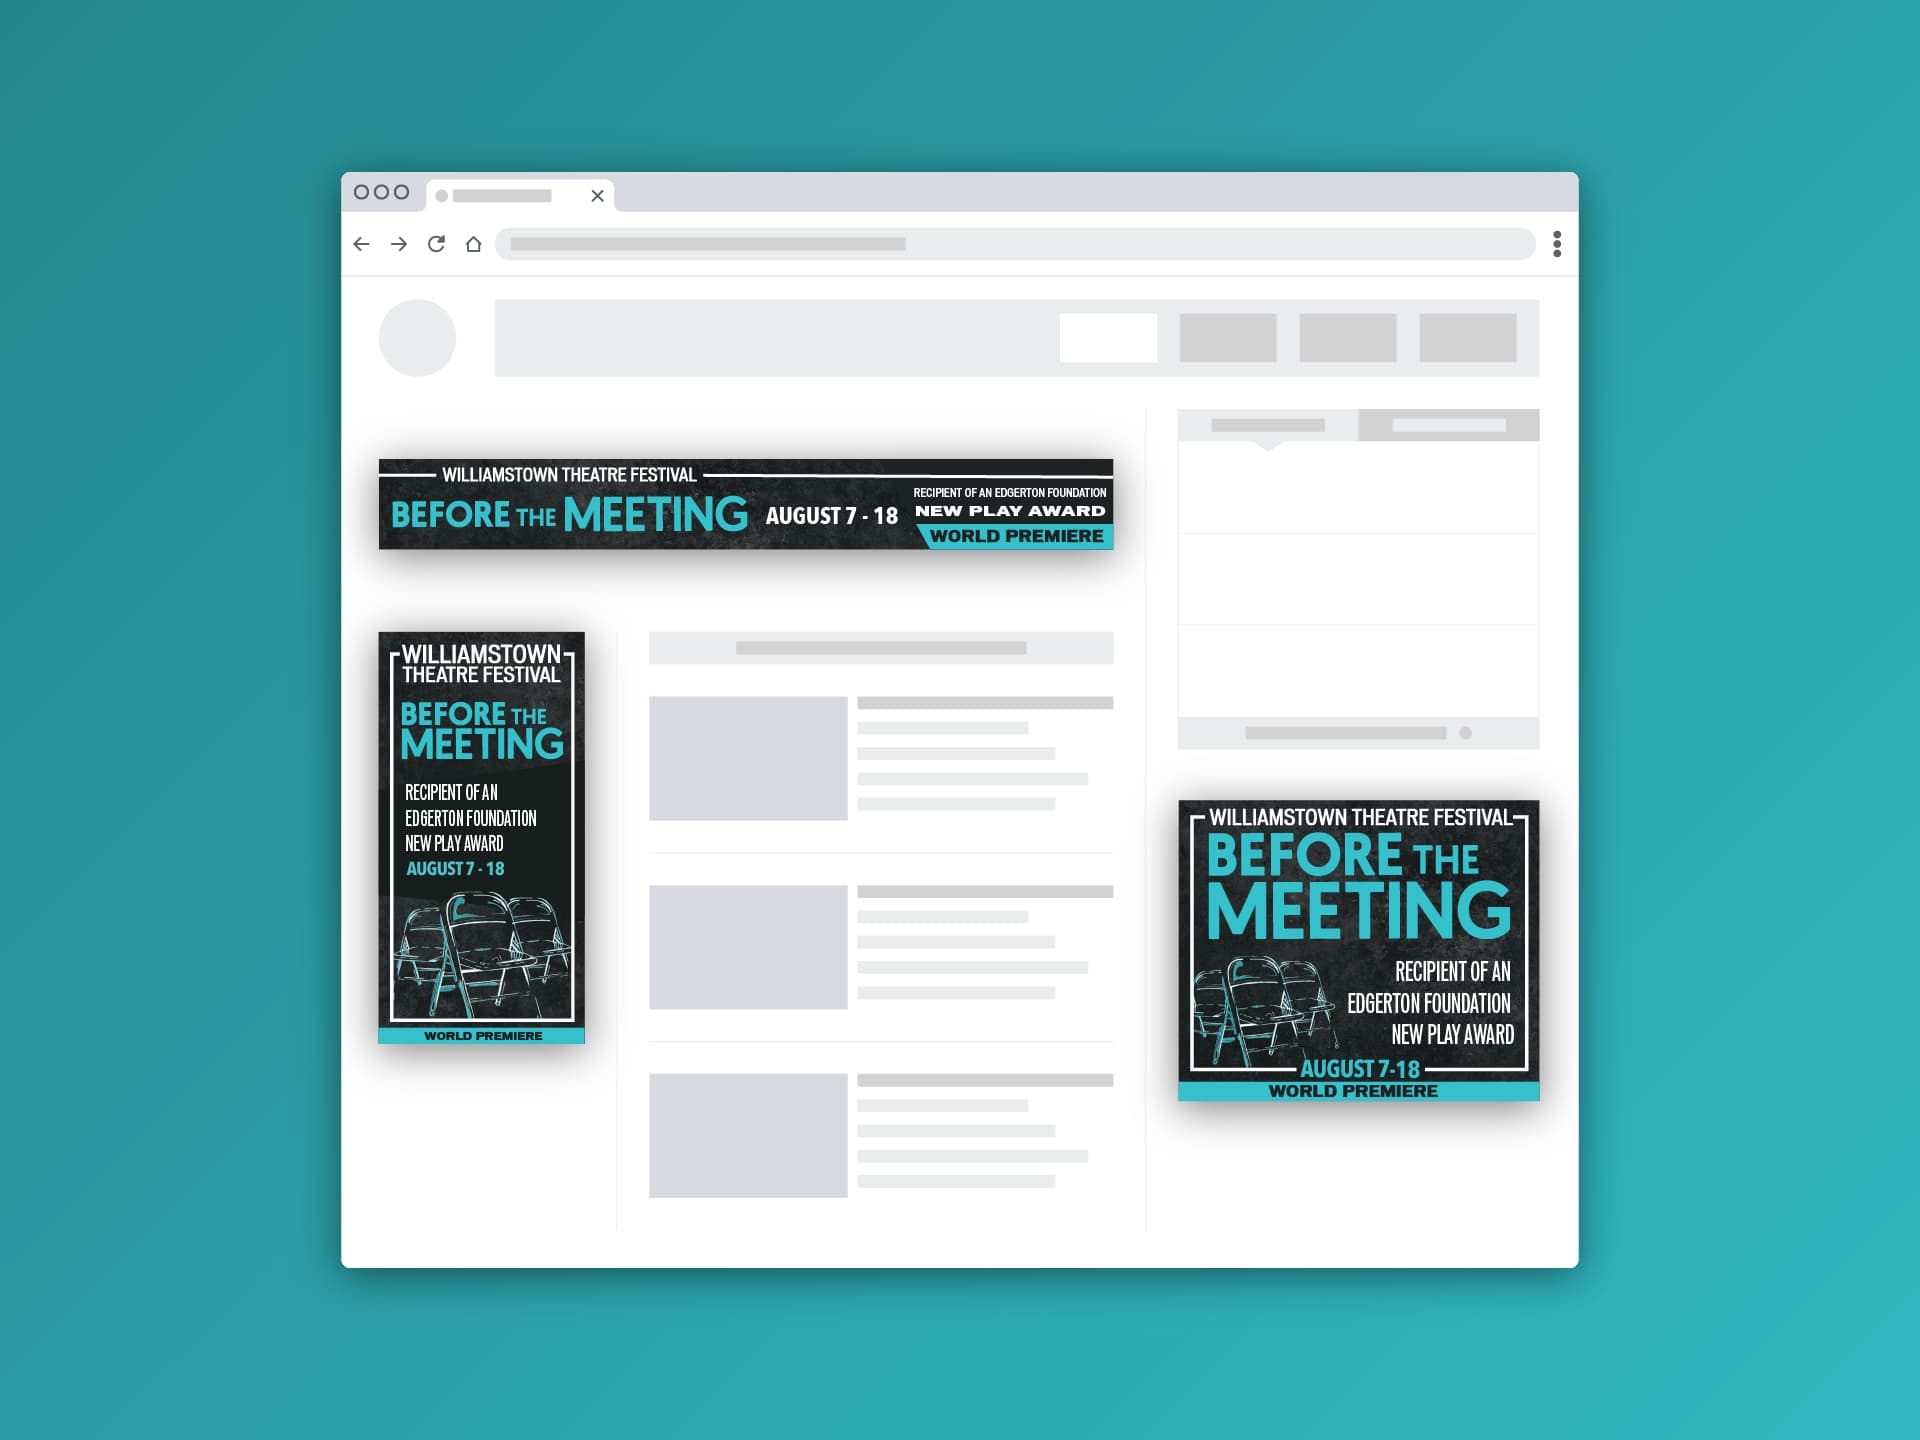 WILLIAMSTOWN THEATRE FESTIVAL
BEFORE THE MEETING
AUGUST 7 - 18
RECIPIENT OF AN EDGERTON FOUNDATION
NEW PLAY AWARD
WORLD PREMIERE
WILLIAMSTOWN
THEATRE FESTIVAL
BEFORE THE
MEETING
RECIPIENT OF AN
EDGERTON FOUNDATION
NEW PLAY AWARD
AUGUST 7 - 18
WORLD PREMIERE
WILLIAMSTOWN THEATRE FESTIVAL
BEFORE THE
MEETING
RECIPIENT OF AN
EDGERTON FOUNDATION
NEW PLAY AWARD
AUGUST 7-18
WORLD PREMIERE